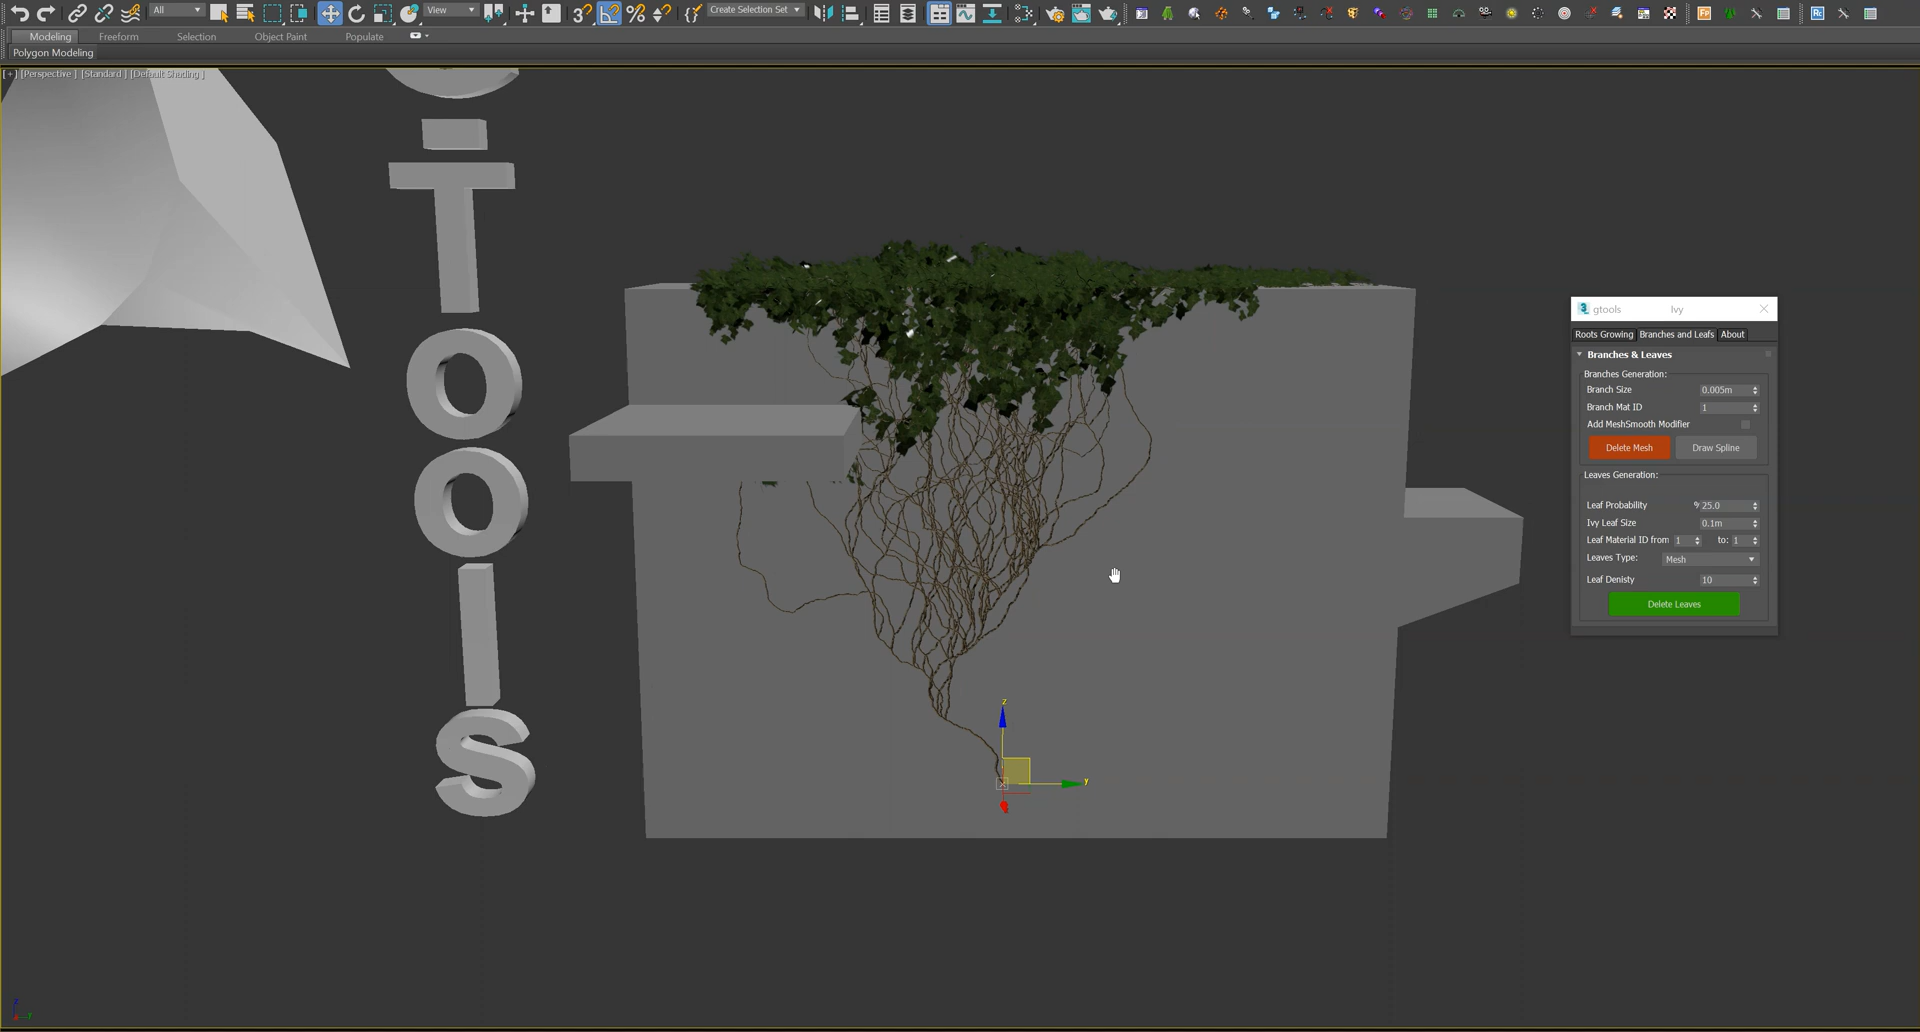 All
View
Create Selection Set
Modeling
Freeform
Selection
Object Paint
Populate
Polygon Modeling
[+] [Perspective ] [Standard ] [Default Shading ]
T
O
O
l
S
gtools Ivy
Roots Growing
Branches and Leafs
About
Branches & Leaves
Branches Generation:
Branch Size 0.005m
Branch Mat ID 1
Add MeshSmooth Modifier
Delete Mesh
Draw Spline
Leaves Generation:
Leaf Probability % 25.0
Ivy Leaf Size 0.1m
Leaf Material ID from 1 to: 1
Leaves Type: Mesh
Leaf Denisty 10
Delete Leaves
z
y